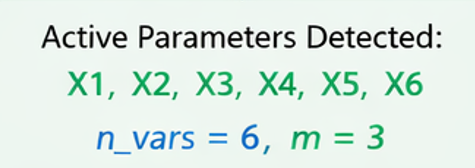 Active Parameters Detected:
X1, X2, X3, X4, X5, X6
n_vars = 6, m = 3